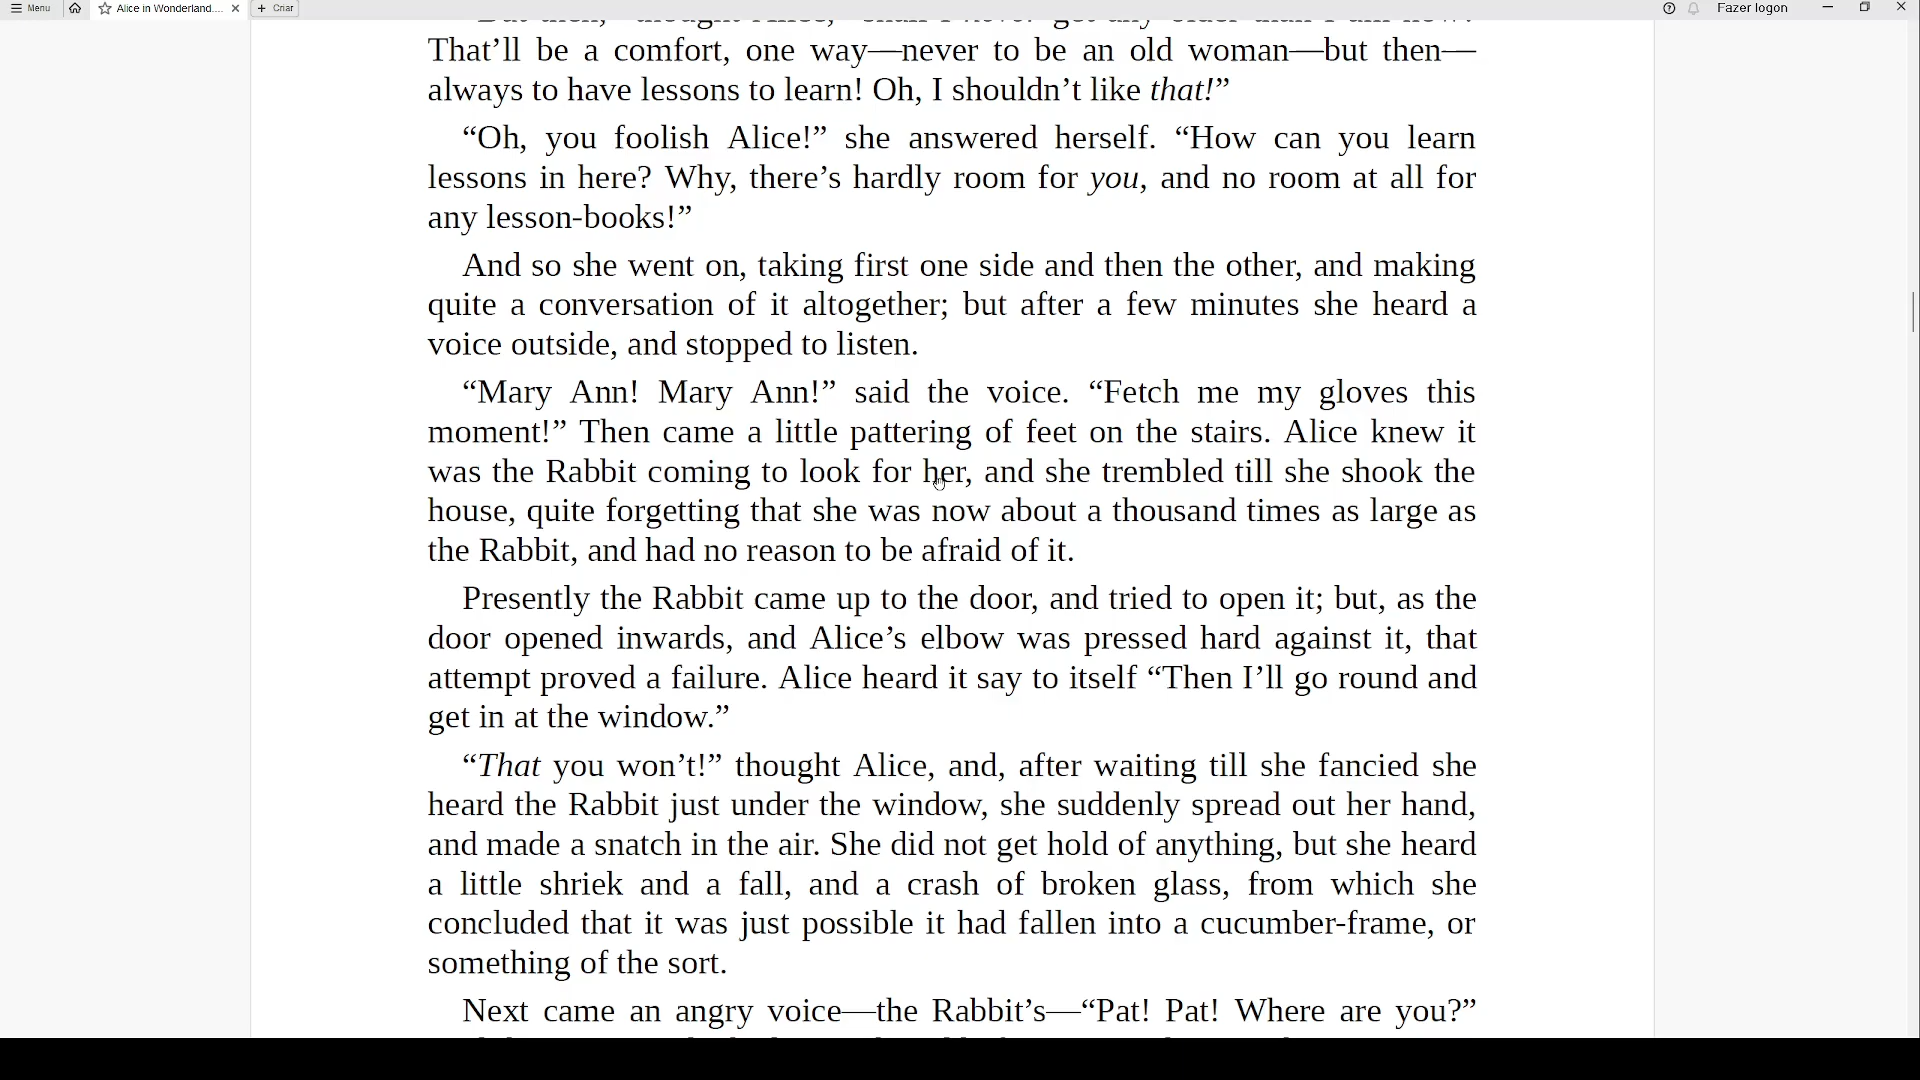 Menu Alice in Wonderland.... + Criar Fazer logon
That’ll be a comfort, one way—never to be an old woman—but then—
always to have lessons to learn! Oh, I shouldn’t like that!”
“Oh, you foolish Alice!” she answered herself. “How can you learn
lessons in here? Why, there’s hardly room for you, and no room at all for
any lesson-books!”
And so she went on, taking first one side and then the other, and making
quite a conversation of it altogether; but after a few minutes she heard a
voice outside, and stopped to listen.
“Mary Ann! Mary Ann!” said the voice. “Fetch me my gloves this
moment!” Then came a little pattering of feet on the stairs. Alice knew it
was the Rabbit coming to look for her, and she trembled till she shook the
house, quite forgetting that she was now about a thousand times as large as
the Rabbit, and had no reason to be afraid of it.
Presently the Rabbit came up to the door, and tried to open it; but, as the
door opened inwards, and Alice’s elbow was pressed hard against it, that
attempt proved a failure. Alice heard it say to itself “Then I’ll go round and
get in at the window.”
“That you won’t!” thought Alice, and, after waiting till she fancied she
heard the Rabbit just under the window, she suddenly spread out her hand,
and made a snatch in the air. She did not get hold of anything, but she heard
a little shriek and a fall, and a crash of broken glass, from which she
concluded that it was just possible it had fallen into a cucumber-frame, or
something of the sort.
Next came an angry voice—the Rabbit’s—“Pat! Pat! Where are you?”